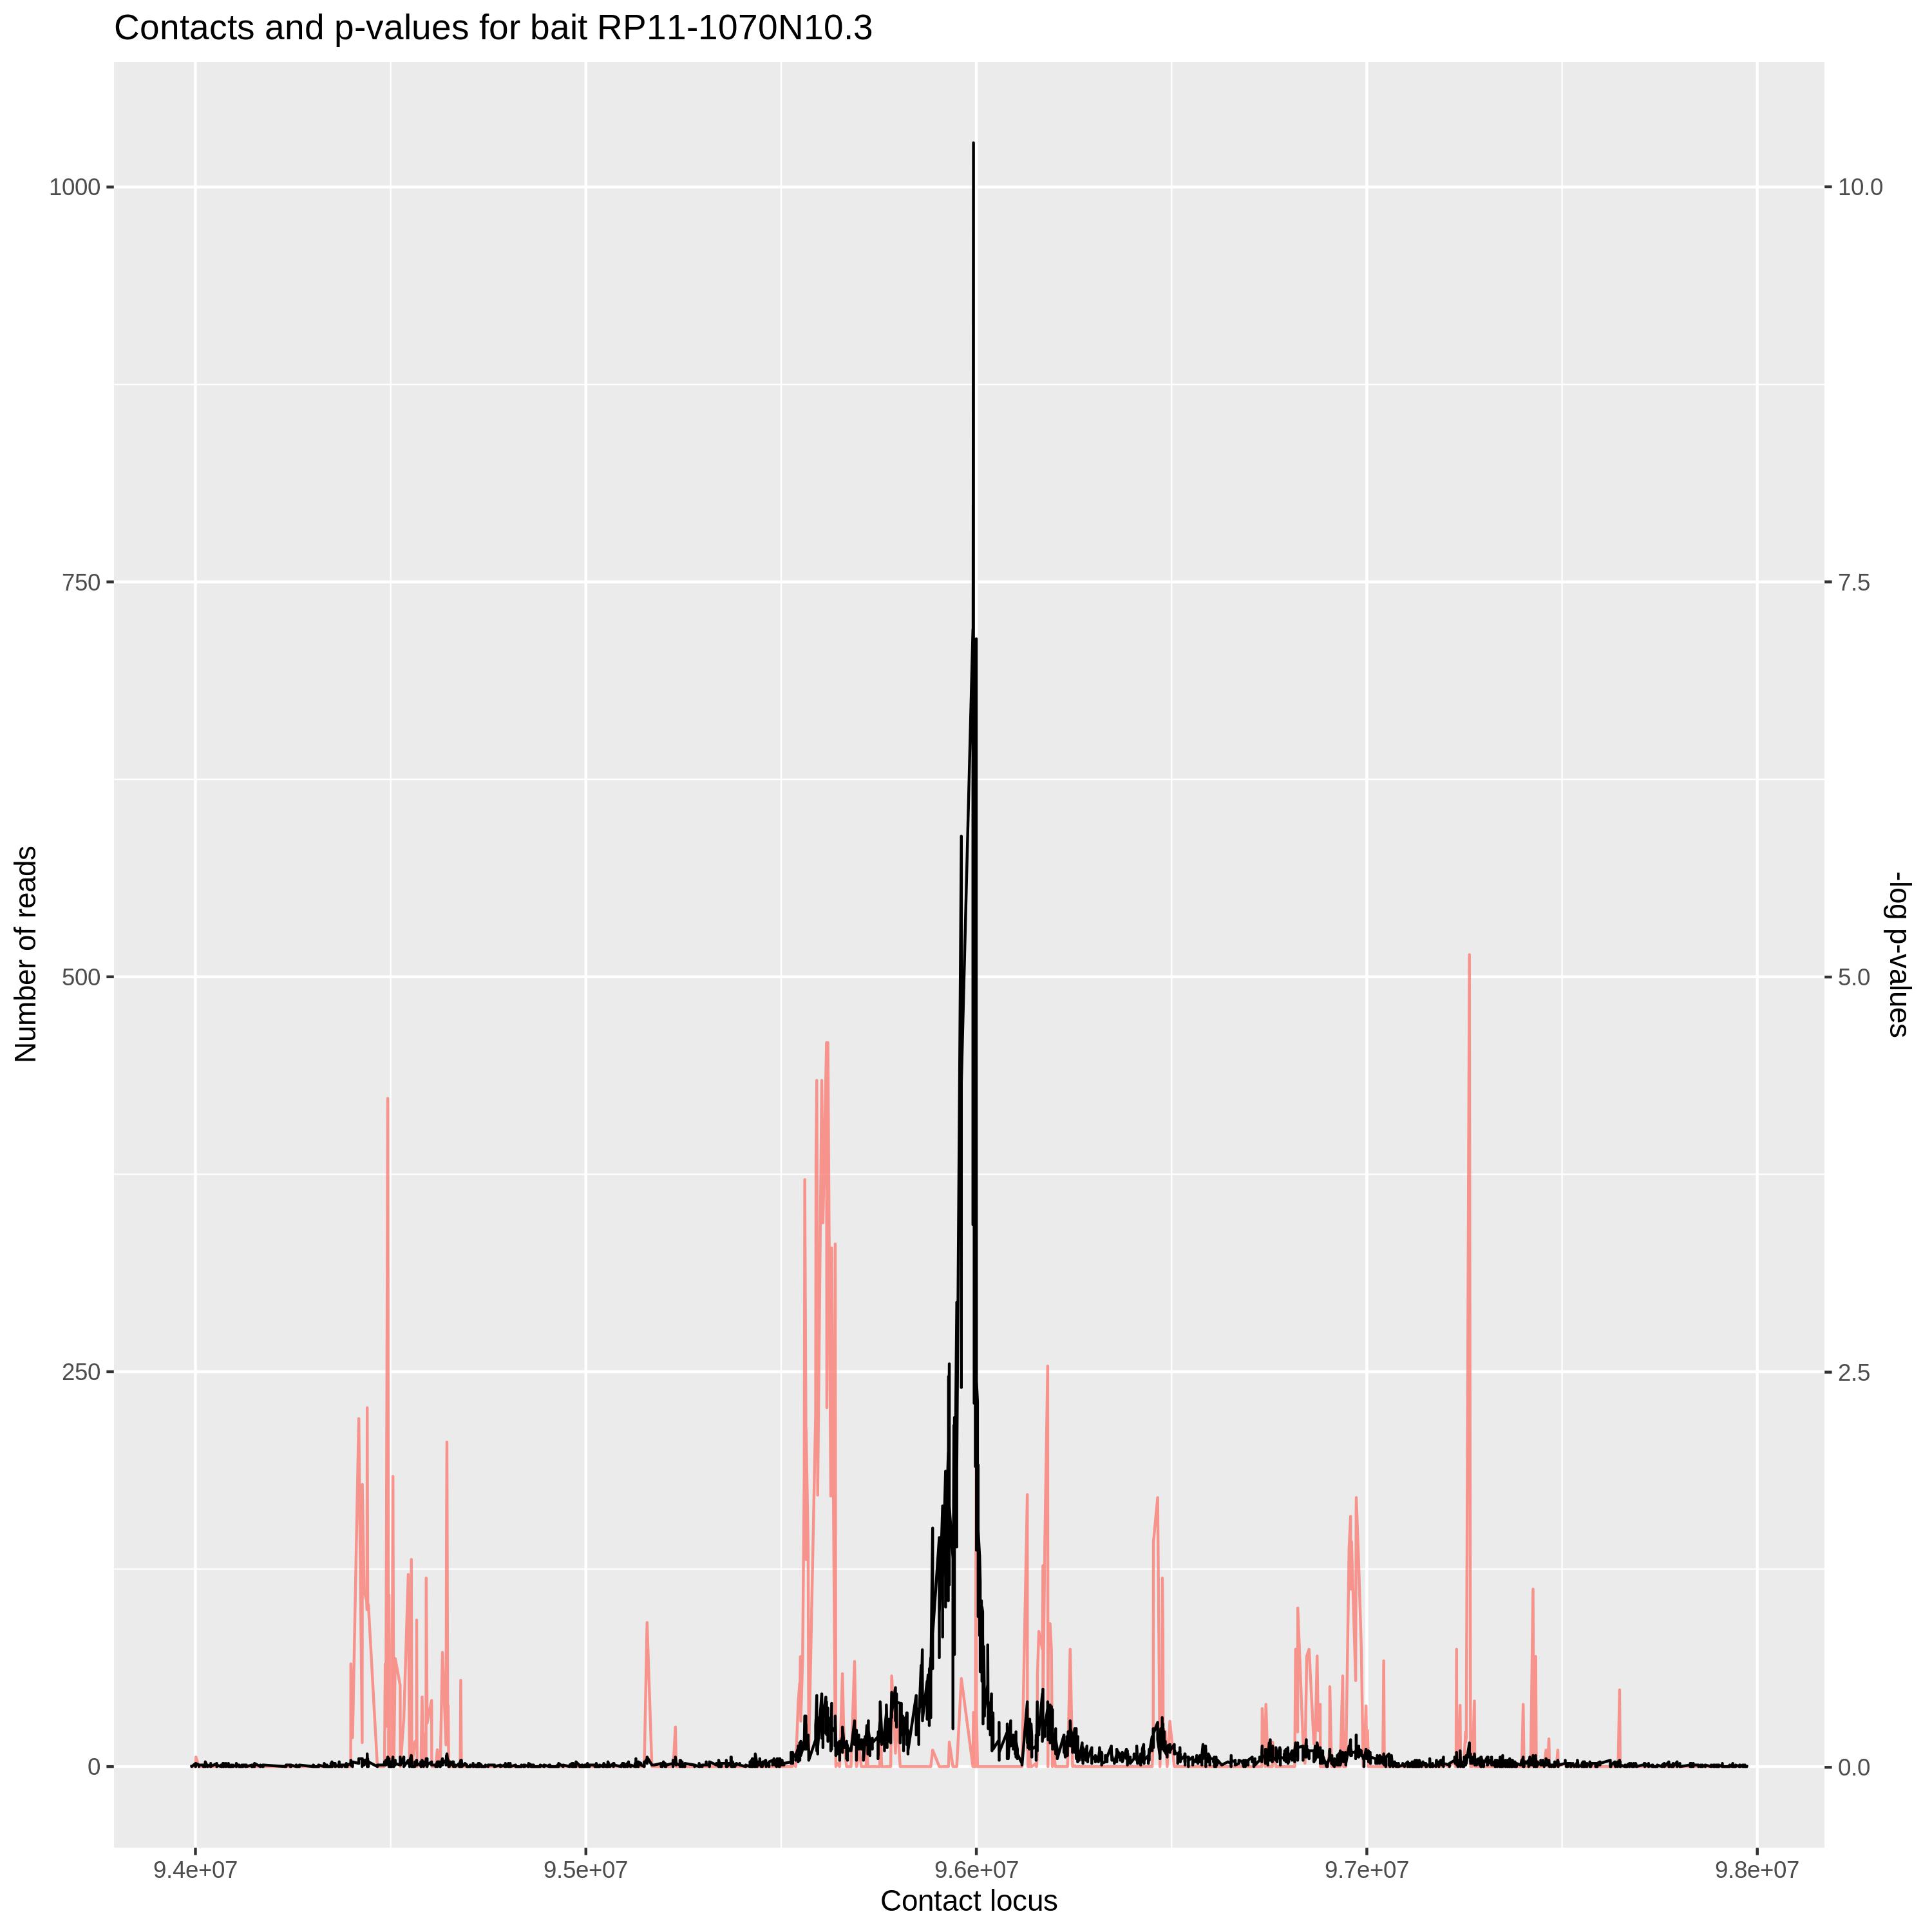 Contacts and p-values for bait RP11-1070N10.3
1000
750
500
250
0
Number of reads
10.0
7.5
5.0
2.5
0.0
-log p-values
9.4e+07
9.5e+07
9.6e+07
9.7e+07
9.8e+07
Contact locus